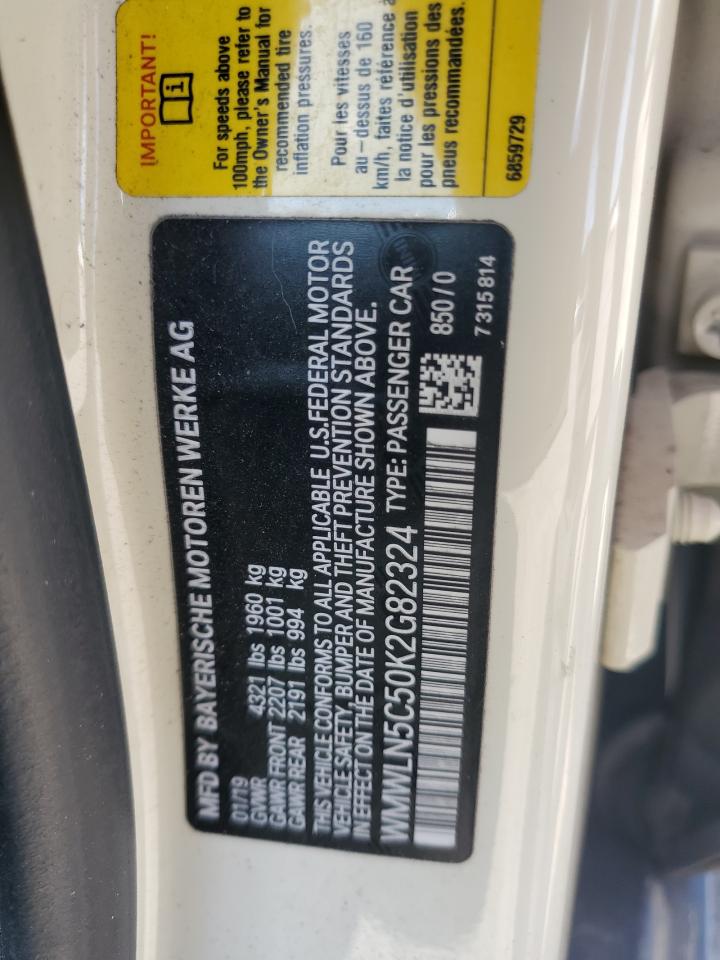 IMPORTANT!
For speeds above
100mph, please refer to
the Owner's Manual for
recommended tire
inflation pressures.
Pour les vitesses
au-dessus de 160
km/h, faites référence à
la notice d'utilisation
pour les pressions des
pneus recommandées.
6859729
MFD BY BAYERISCHE MOTOREN WERKE AG
01/19
GVWR 4321 lbs 1960 kg
GAWR FRONT 2207 lbs 1001 kg
GAWR REAR 2191 lbs 994 kg
THIS VEHICLE CONFORMS TO ALL APPLICABLE U.S.FEDERAL MOTOR
VEHICLE SAFETY, BUMPER AND THEFT PREVENTION STANDARDS
IN EFFECT ON THE DATE OF MANUFACTURE SHOWN ABOVE.
WMWLN5C50K2G82324 TYPE: PASSENGER CAR
850/0
7 315 814